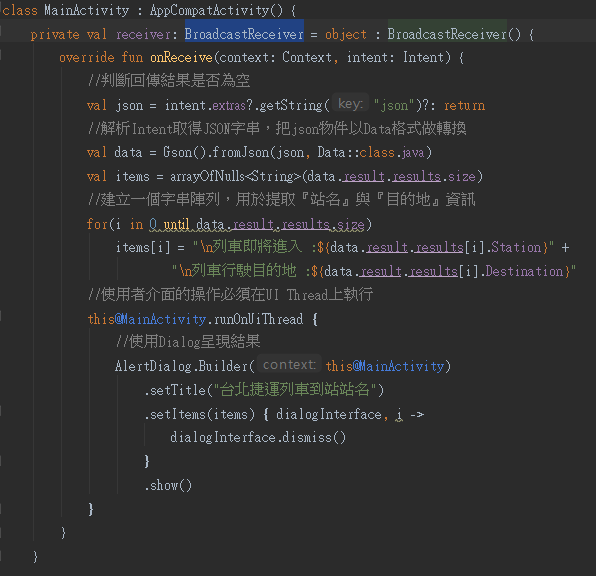 class MainActivity : AppCompatActivity() {
private val receiver: BroadcastReceiver = object : BroadcastReceiver() {
override fun onReceive(context: Context, intent: Intent) {
//判斷回傳結果是否為空
val json = intent.extras?.getString( key: "json")?: return
//解析Intent取得JSON字串，把json物件以Data格式做轉換
val data = Gson().fromJson(json, Data::class.java)
val items = arrayOfNulls<String>(data.result.results.size)
//建立一個字串陣列，用於提取『站名』與『目的地』資訊
for(i in 0 until data.result.results.size)
items[i] = "\n列車即將進入 :${data.result.results[i].Station}" +
"\n列車行駛目的地 :${data.result.results[i].Destination}"
//使用者介面的操作必須在UI Thread上執行
this@MainActivity.runOnUiThread {
//使用Dialog呈現結果
AlertDialog.Builder( context: this@MainActivity)
.setTitle("台北捷運列車到站站名")
.setItems(items) { dialogInterface, i ->
dialogInterface.dismiss()
}
.show()
}
}
}